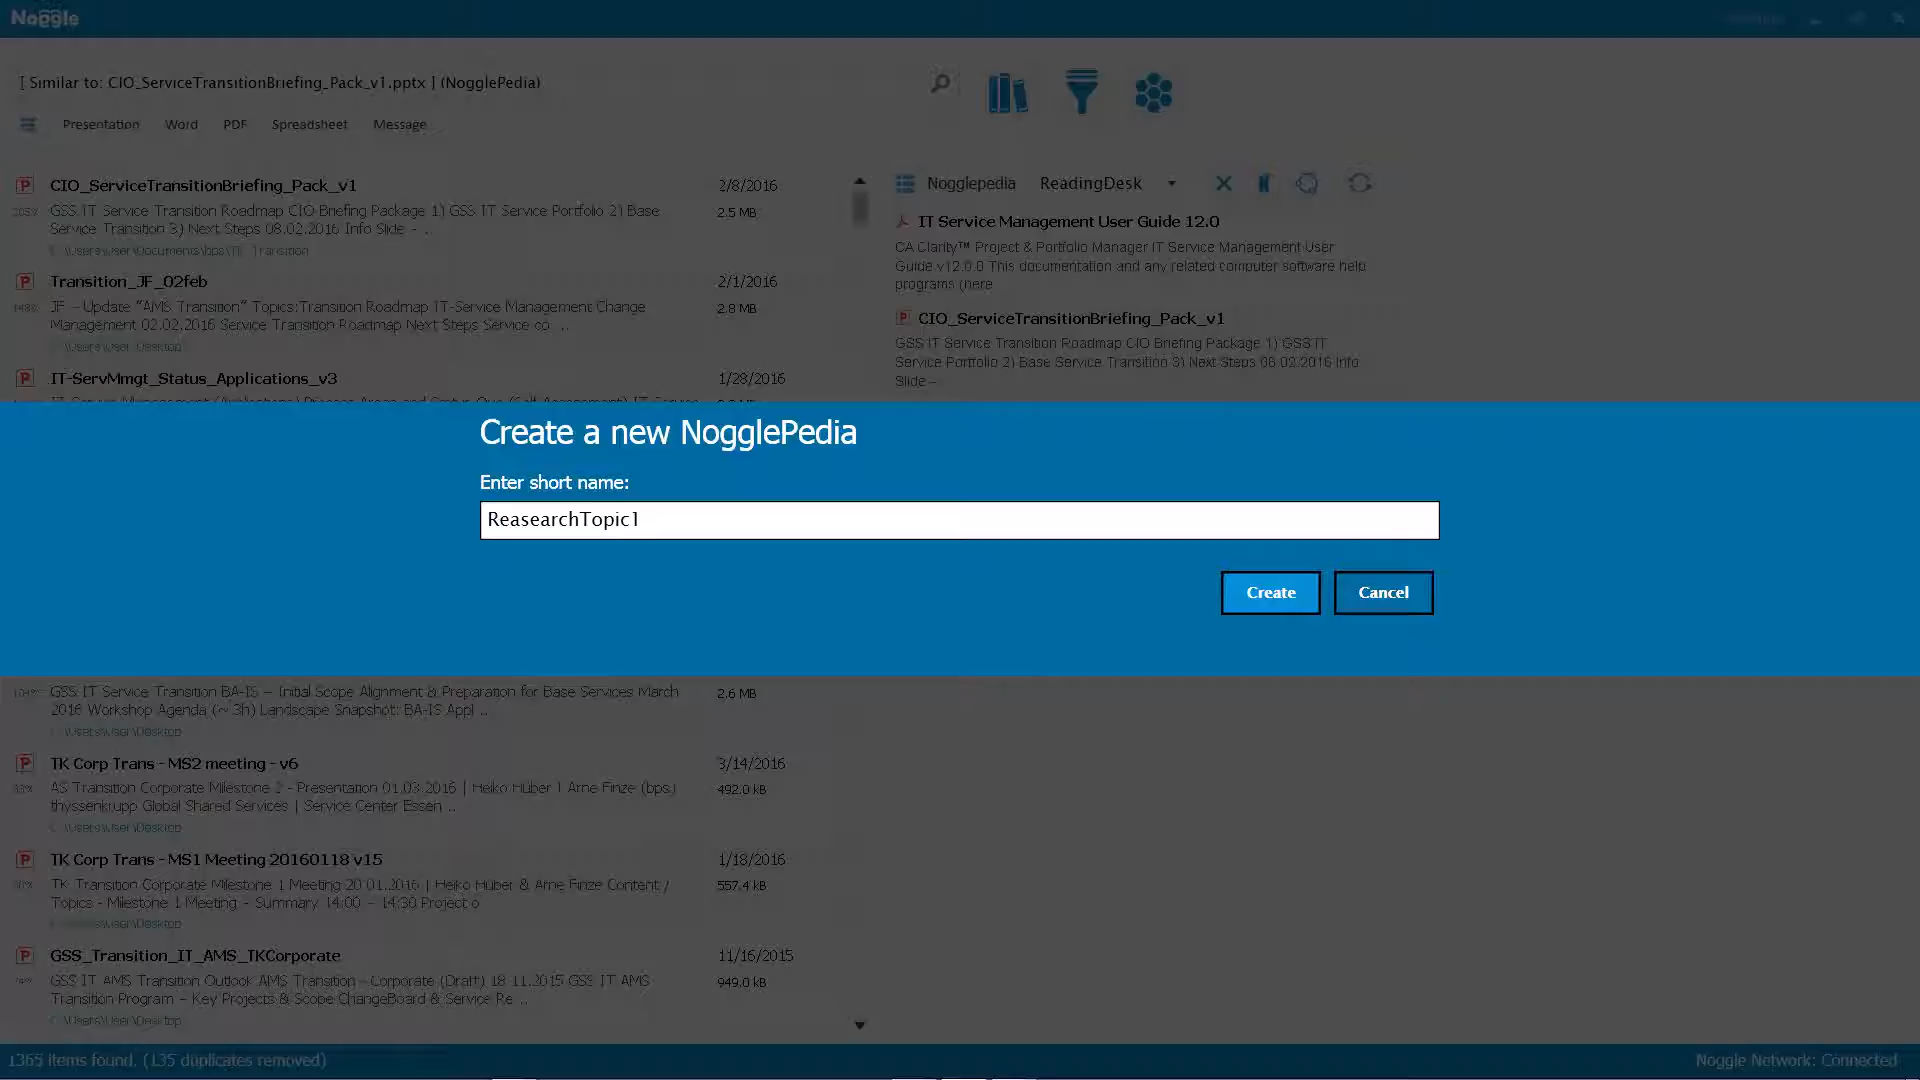 Noggle
[ Similar to: CIO_ServiceTransitionBriefing_Pack_v1.pptx ] (NogglePedia)
Presentation Word PDF Spreadsheet Message
CIO_ServiceTransitionBriefing_Pack_v1 2/8/2016
GSS IT Service Transition Roadmap CIO Briefing Package 1) GSS IT Service Portfolio 2) Base 2.5 MB
Service Transition 3) Next Steps 08.02.2016 Info Slide - ...
Transition_JF_02feb 2/1/2016
JF - Update "AMS Transition" Topics:Transition Roadmap IT-Service Management Change 2.8 MB
Management 02.02.2016 Service Transition Roadmap Next Steps Service co ...
IT-ServMmgt_Status_Applications_v3 1/28/2016
Nogglepedia ReadingDesk
IT Service Management User Guide 12.0
CA Clarity™ Project & Portfolio Manager IT Service Management User
Guide v12.0.0 This documentation and any related computer software help
programs (here
CIO_ServiceTransitionBriefing_Pack_v1
GSS IT Service Transition Roadmap CIO Briefing Package 1) GSS IT
Service Portfolio 2) Base Service Transition 3) Next Steps 08.02.2016 Info
Slide -
Create a new NogglePedia
Enter short name:
ReasearchTopic1
Create Cancel
GSS IT Service Transition BA-IS - Initial Scope Alignment & Preparation for Base Services March 2.6 MB
2016 Workshop Agenda (~ 3h) Landscape Snapshot: BA-IS Appl ...
TK Corp Trans - MS2 meeting - v6 3/14/2016
AS Transition Corporate Milestone 2 - Presentation 01.03.2016 | Heiko Huber | Arne Finze (bps) 492.0 kB
thyssenkrupp Global Shared Services | Service Center Essen ...
TK Corp Trans - MS1 Meeting 20160118 v15 1/18/2016
TK Transition Corporate Milestone 1 Meeting 20.01.2016 | Heiko Huber & Arne Finze Content / 557.4 kB
Topics - Milestone 1 Meeting - Summary 14:00 - 14:30 Project o
GSS_Transition_IT_AMS_TKCorporate 11/16/2015
GSS IT AMS Transition Outlook AMS Transition - Corporate (Draft) 18.11.2015 GSS IT AMS 949.0 kB
Transition Program - Key Projects & Scope ChangeBoard & Service Re ...
1365 items found. (135 duplicates removed) Noggle Network: Connected